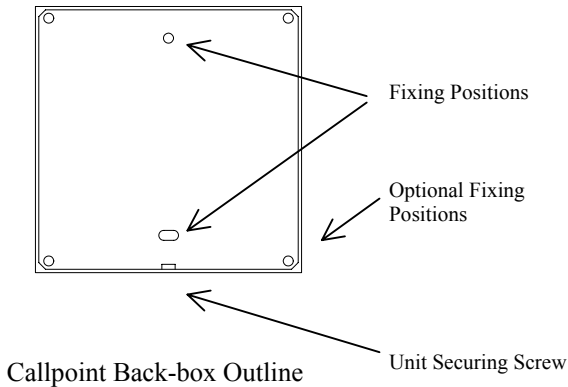 Fixing Positions
Optional Fixing
Positions
Unit Securing Screw
Callpoint Back-box Outline